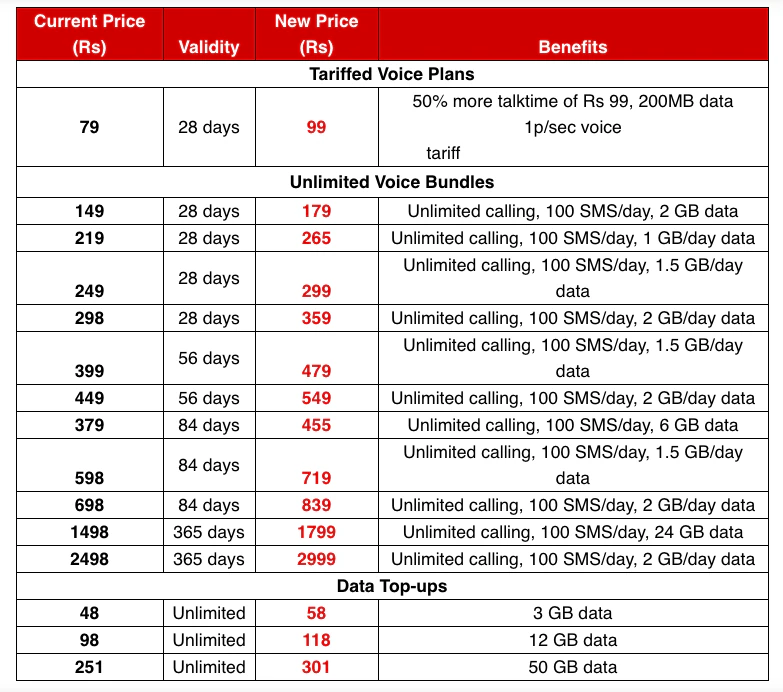 Current Price (Rs) Validity New Price (Rs) Benefits
Tariffed Voice Plans
79 28 days 99 50% more talktime of Rs 99, 200MB data
1p/sec voice
tariff
Unlimited Voice Bundles
149 28 days 179 Unlimited calling, 100 SMS/day, 2 GB data
219 28 days 265 Unlimited calling, 100 SMS/day, 1 GB/day data
249 28 days 299 Unlimited calling, 100 SMS/day, 1.5 GB/day
data
298 28 days 359 Unlimited calling, 100 SMS/day, 2 GB/day data
399 56 days 479 Unlimited calling, 100 SMS/day, 1.5 GB/day
data
449 56 days 549 Unlimited calling, 100 SMS/day, 2 GB/day data
379 84 days 455 Unlimited calling, 100 SMS/day, 6 GB data
598 84 days 719 Unlimited calling, 100 SMS/day, 1.5 GB/day
data
698 84 days 839 Unlimited calling, 100 SMS/day, 2 GB/day data
1498 365 days 1799 Unlimited calling, 100 SMS/day, 24 GB data
2498 365 days 2999 Unlimited calling, 100 SMS/day, 2 GB/day data
Data Top-ups
48 Unlimited 58 3 GB data
98 Unlimited 118 12 GB data
251 Unlimited 301 50 GB data